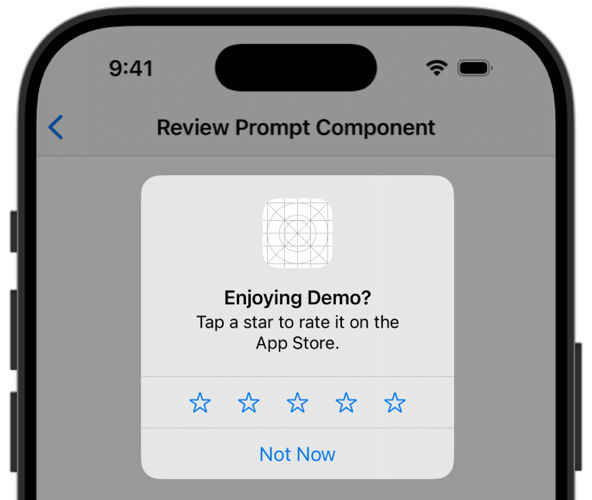 9:41
Review Prompt Component
Enjoying Demo?
Tap a star to rate it on the
App Store.
Not Now